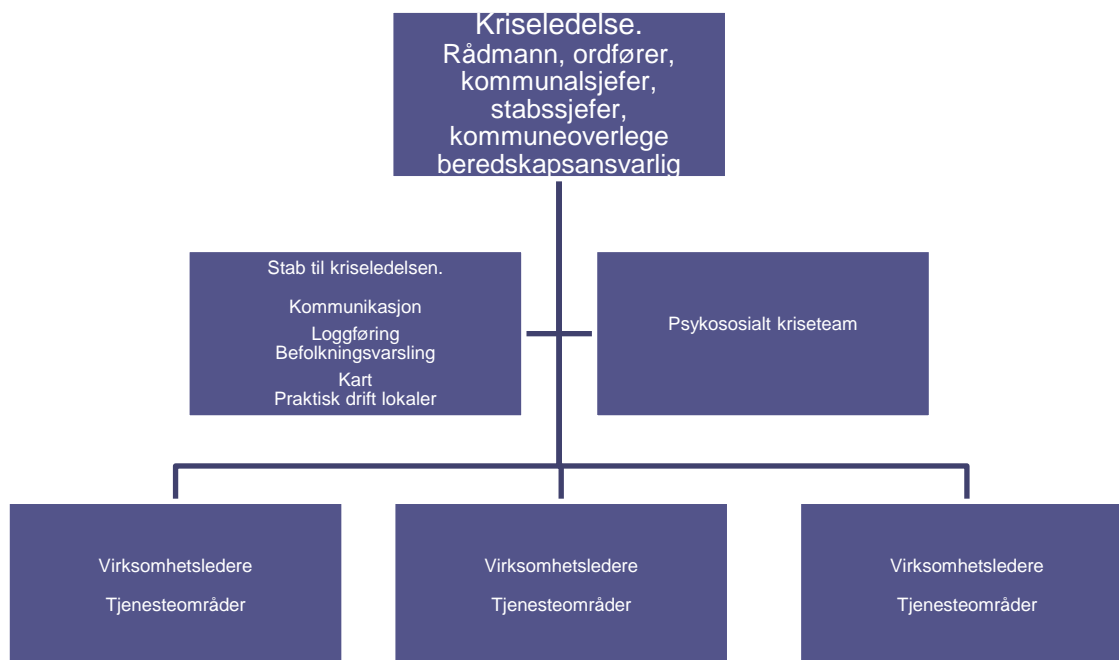 Kriseledelse.
Rådmann, ordfører,
kommunalsjefer,
stabssjefer,
kommuneoverlege
beredskapsansvarlig
Stab til kriseledelsen.
Kommunikasjon
Loggføring
Befolkningsvarsling
Kart
Praktisk drift lokaler
Psykososialt kriseteam
Virksomhetsledere
Tjenesteområder
Virksomhetsledere
Tjenesteområder
Virksomhetsledere
Tjenesteområder